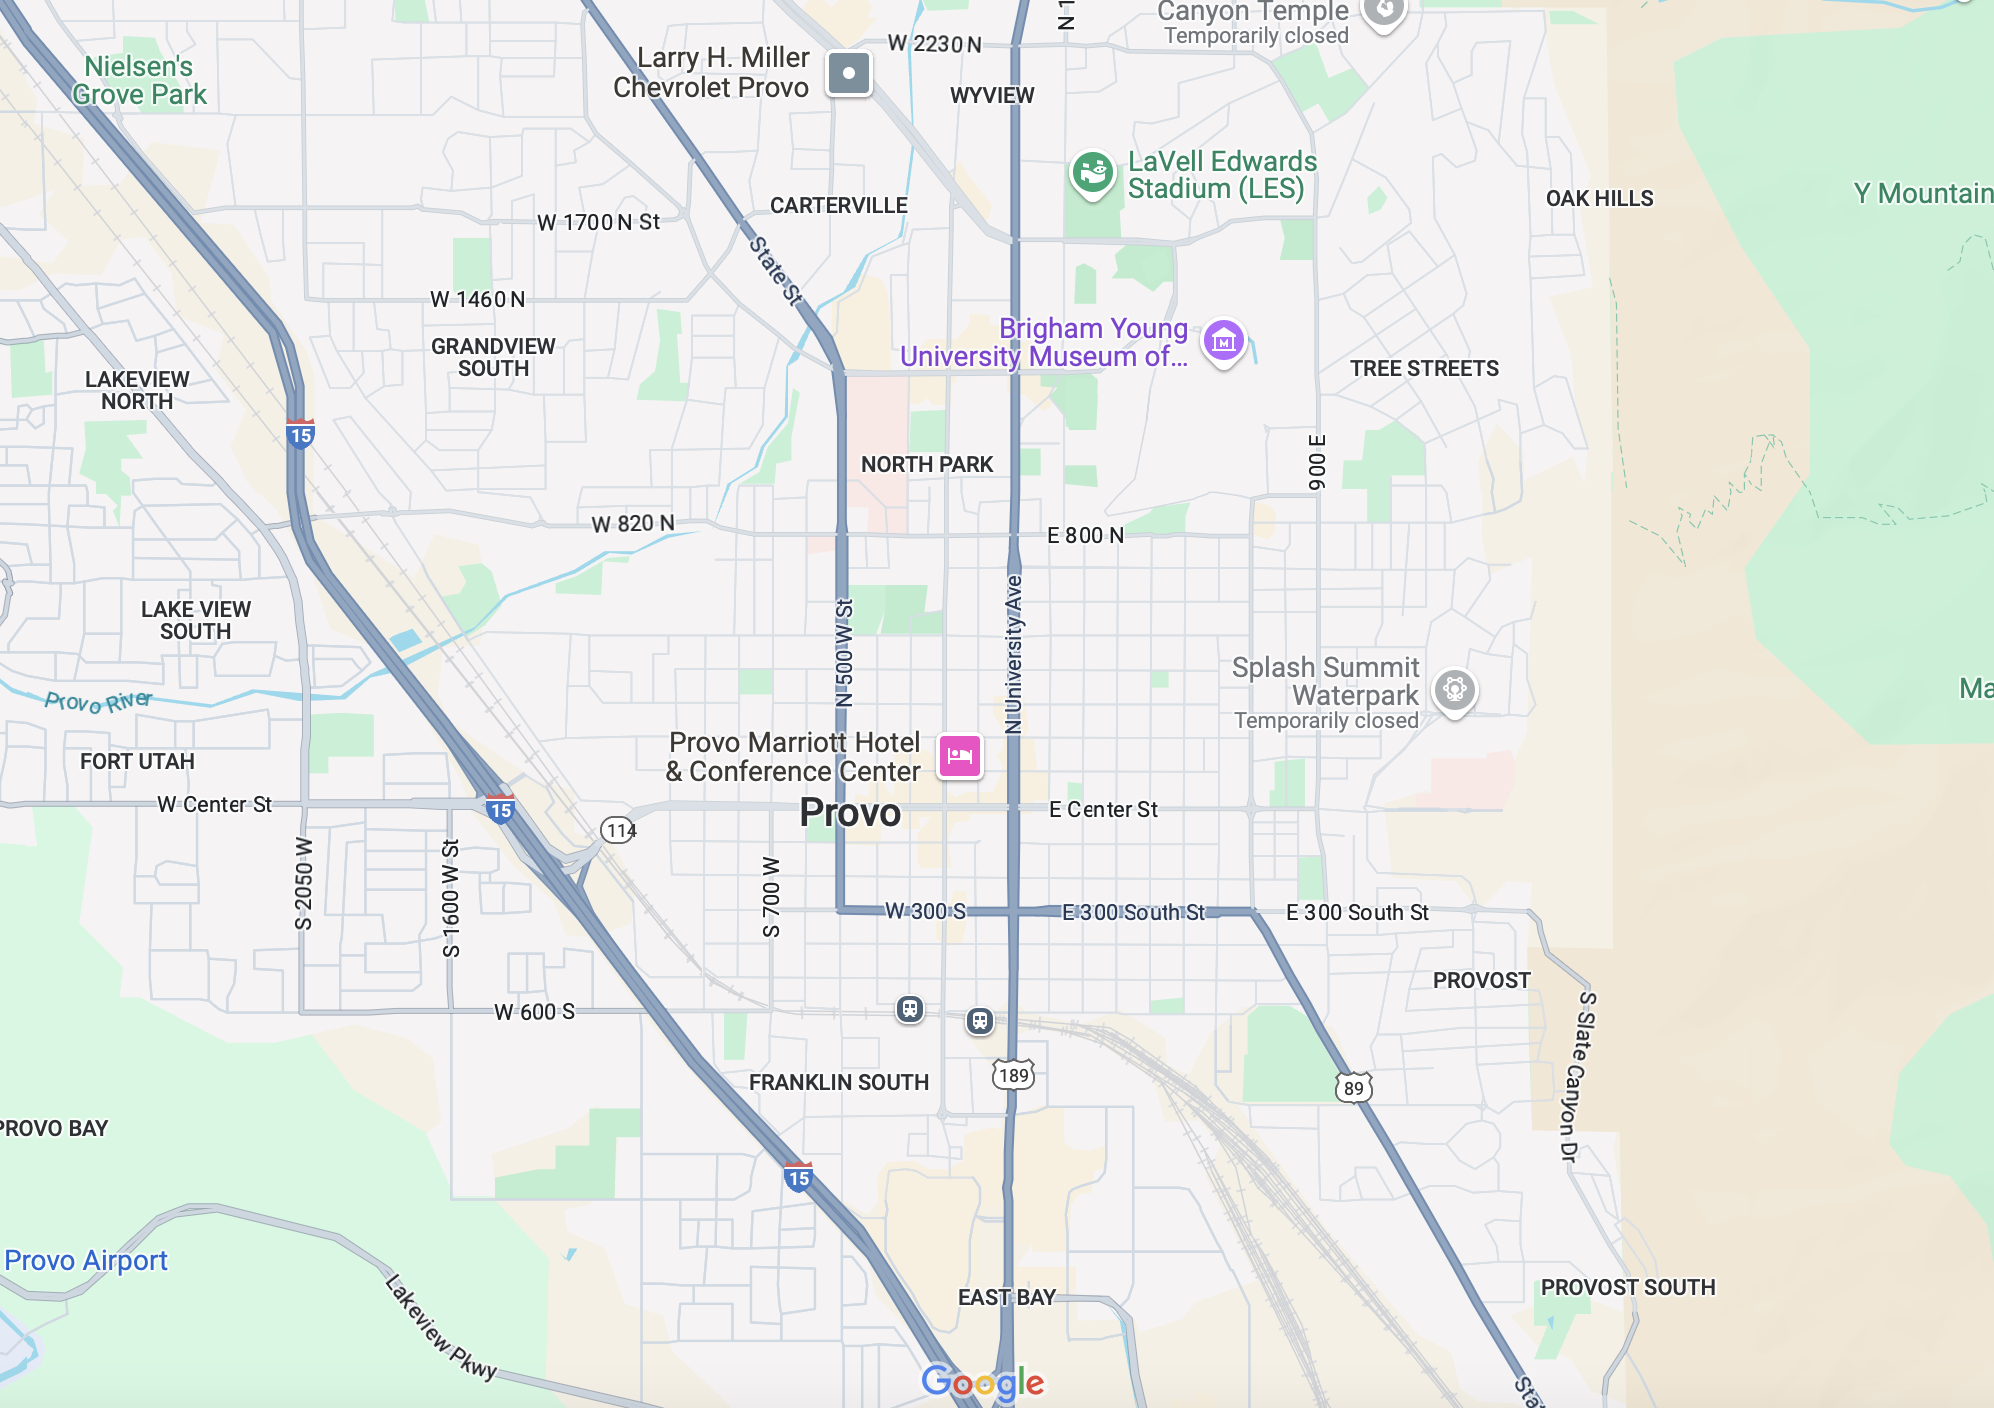 Canyon Temple
Temporarily closed
N 1
W 2230 N
Larry H. Miller
Chevrolet Provo
Nielsen's
Grove Park
WYVIEW
LaVell Edwards
Stadium (LES)
OAK HILLS
Y Mountain
CARTERVILLE
W 1700 N St
State St
W 1460 N
GRANDVIEW
SOUTH
Brigham Young
University Museum of...
TREE STREETS
LAKEVIEW
NORTH
15
NORTH PARK
900 E
W 820 N
E 800 N
LAKE VIEW
SOUTH
N 500 W St
N University Ave
Splash Summit
Waterpark
Temporarily closed
Ma
Provo River
Provo Marriott Hotel
& Conference Center
FORT UTAH
W Center St
15
Provo
E Center St
114
S 2050 W
S 1600 W St
S 700 W
W 300 S
E 300 South St
E 300 South St
PROVOST
W 600 S
S Slate Canyon Dr
FRANKLIN SOUTH
189
89
PROVO BAY
15
Provo Airport
Lakeview Pkwy
EAST BAY
PROVOST SOUTH
Google